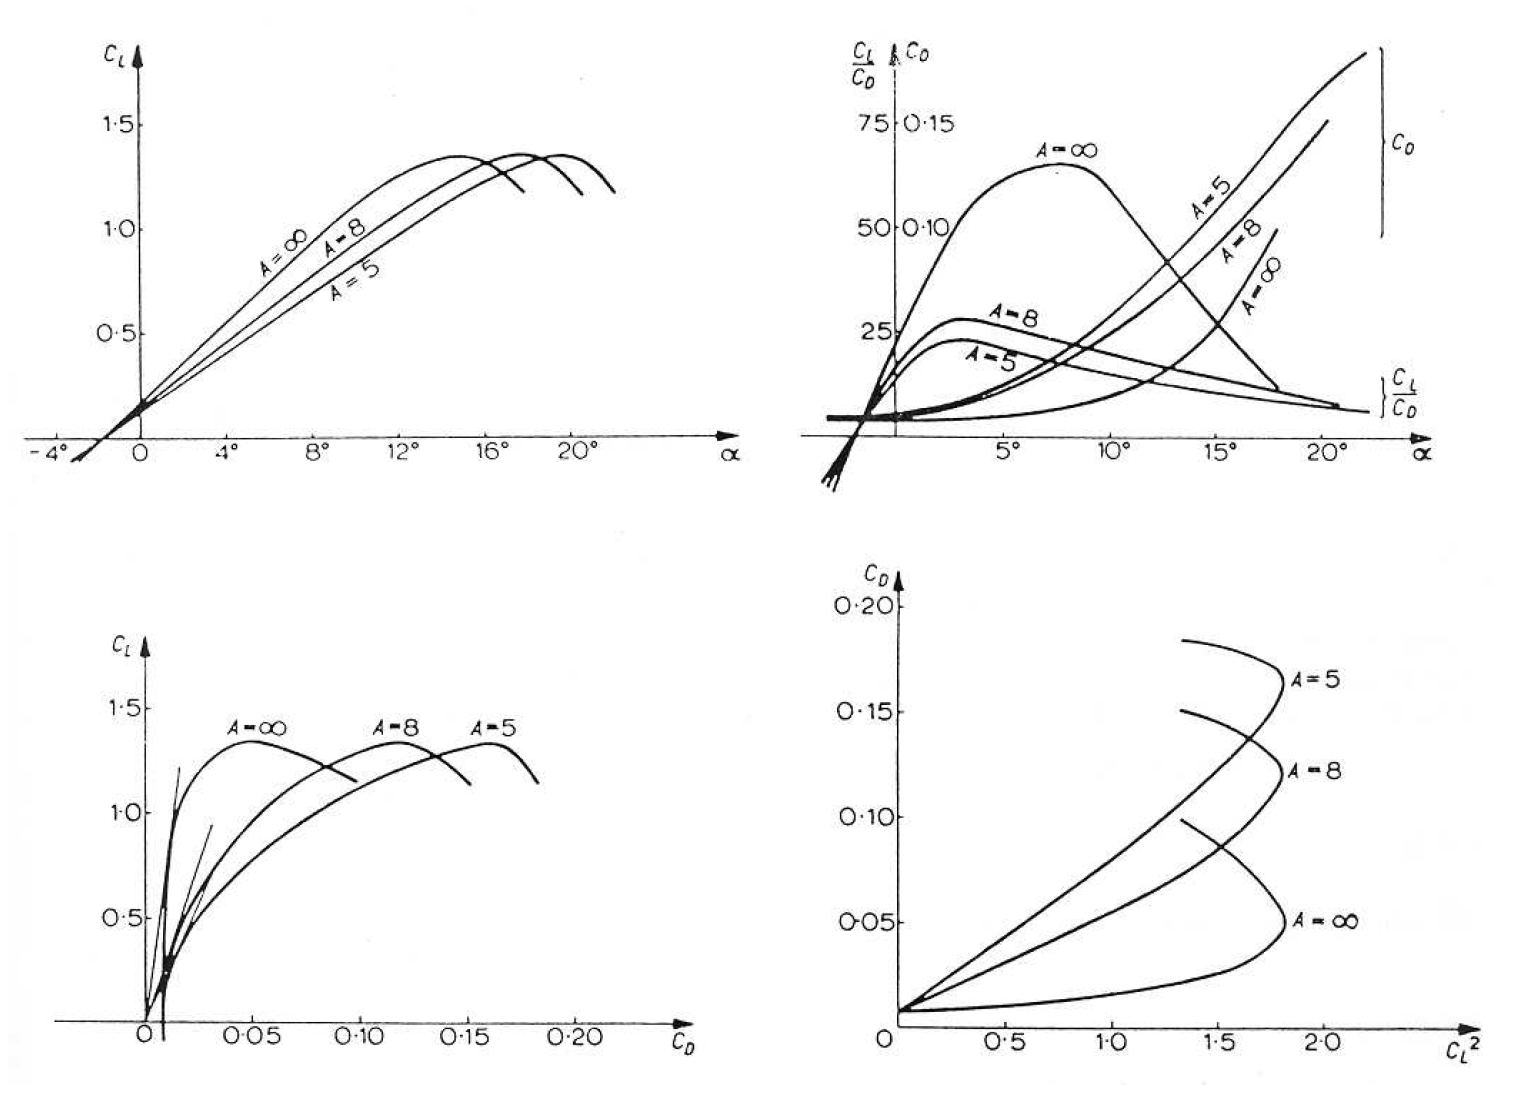 C_L
1·5
1·0
0·5
A=∞
A=8
A=5
-4° 0 4° 8° 12° 16° 20° α
C_L/C_D C_D
75 0·15
50 0·10
25
A=∞
A=5
A=8
A=∞
A=8
A=5
C_D
C_L/C_D
5° 10° 15° 20° α
C_L
1·5
1·0
0·5
A=∞ A=8 A=5
0 0·05 0·10 0·15 0·20 C_D
C_D
0·20
0·15
0·10
0·05
0
A=5
A=8
A=∞
0 0·5 1·0 1·5 2·0 C_L²